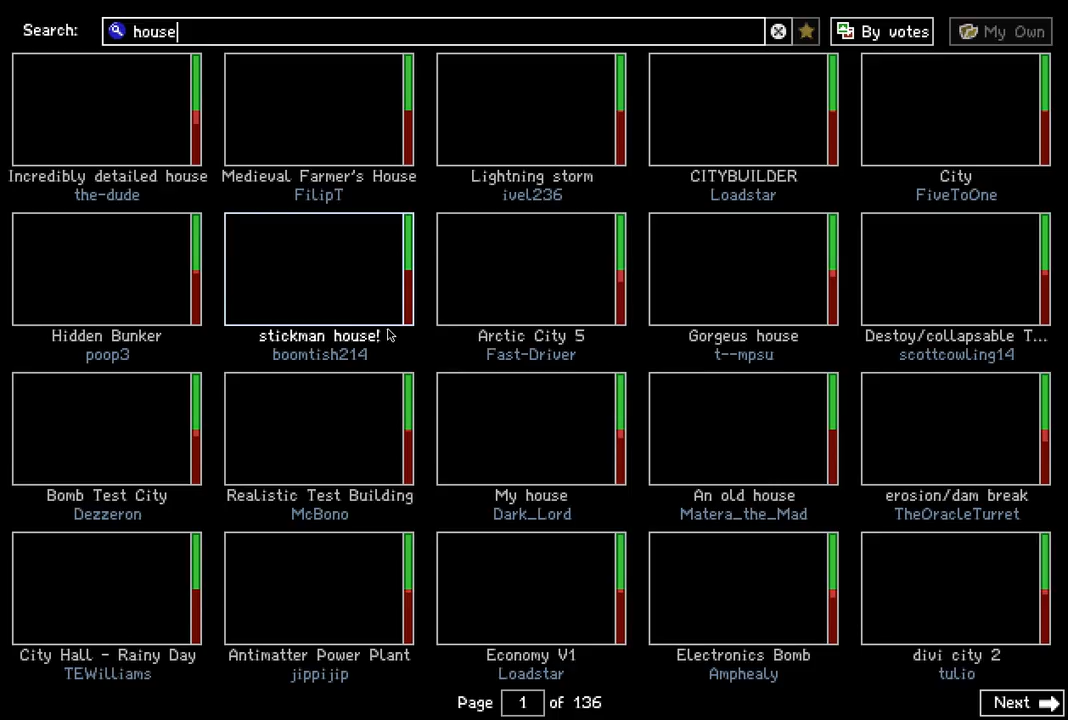 Search: house By votes My Own
Incredibly detailed house Medieval Farmer's House Lightning storm CITYBUILDER City
the-dude FilipT ivel236 Loadstar FiveToOne
Hidden Bunker stickman house! Arctic City 5 Gorgeus house Destoy/collapsable T...
poop3 boomtish214 Fast-Driver t--mpsu scottcowling14
Bomb Test City Realistic Test Building My house An old house erosion/dam break
Dezzeron McBono Dark_Lord Matera_the_Mad TheOracleTurret
City Hall - Rainy Day Antimatter Power Plant Economy V1 Electronics Bomb divi city 2
TEWilliams jippijip Loadstar Amphealy tulio
Page 1 of 136 Next